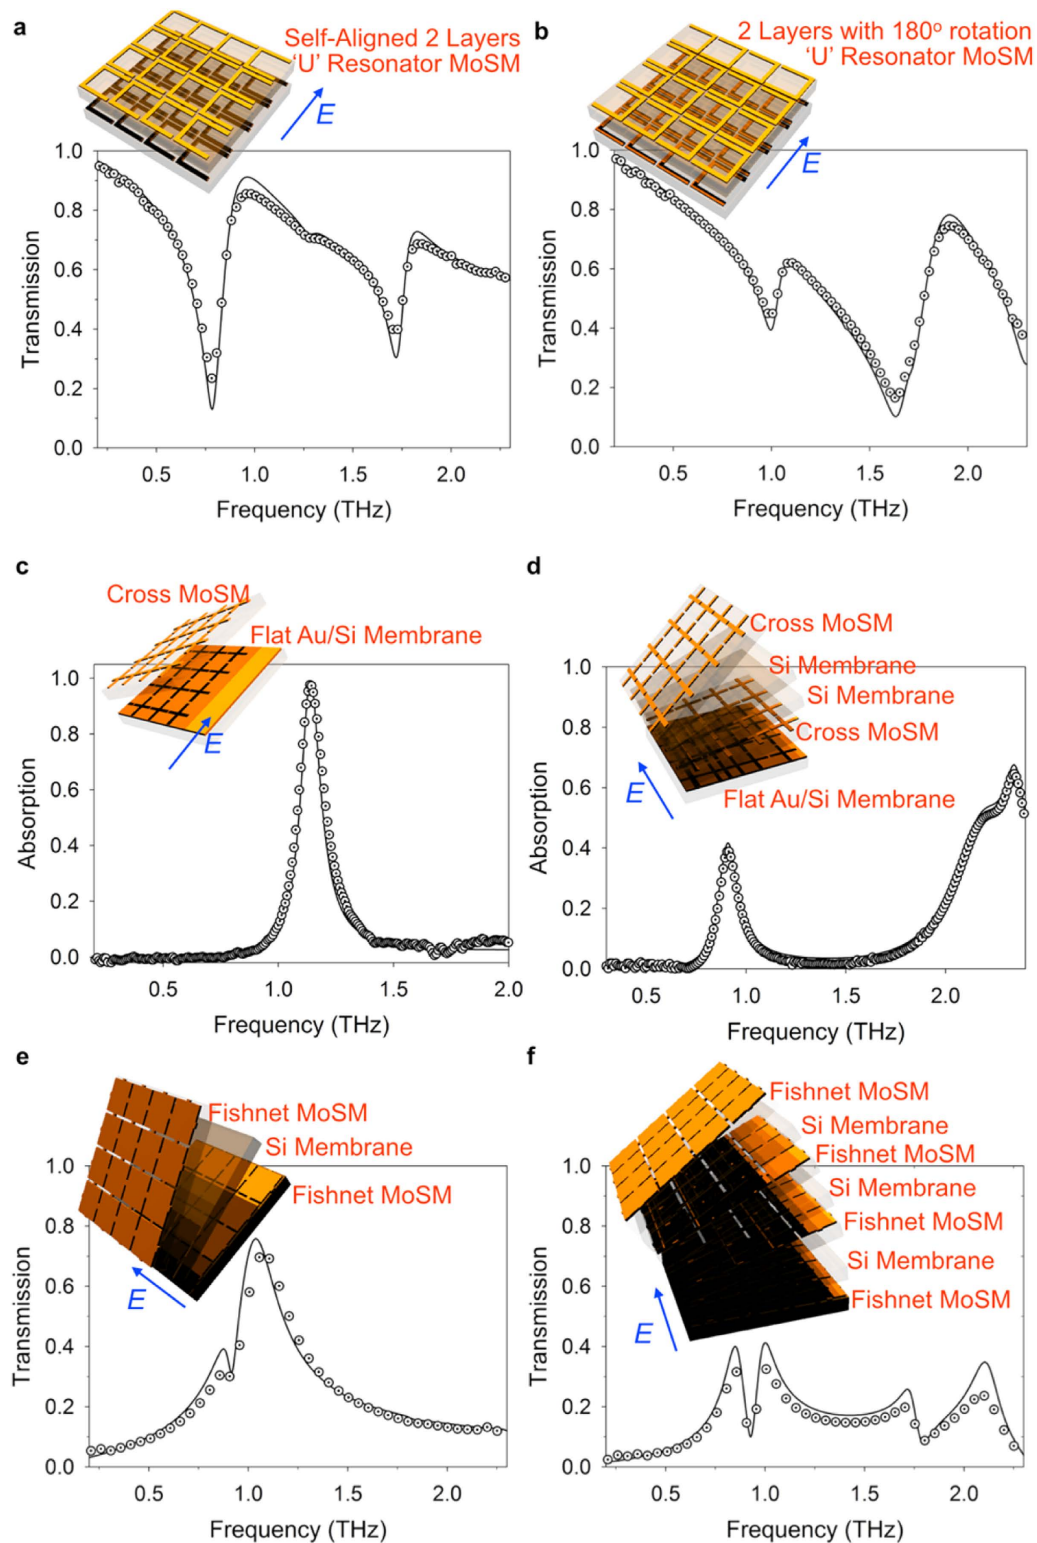 a
Self-Aligned 2 Layers
'U' Resonator MoSM
E
1.0
0.8
0.6
0.4
0.2
0.0
Transmission
0.5
1.0
1.5
2.0
Frequency (THz)
b
2 Layers with 180° rotation
'U' Resonator MoSM
E
1.0
0.8
0.6
0.4
0.2
0.0
Transmission
0.5
1.0
1.5
2.0
Frequency (THz)
c
Cross MoSM
Flat Au/Si Membrane
E
1.0
0.8
0.6
0.4
0.2
0.0
Absorption
0.5
1.0
1.5
2.0
Frequency (THz)
d
Cross MoSM
Si Membrane
Si Membrane
Cross MoSM
Flat Au/Si Membrane
E
1.0
0.8
0.6
0.4
0.2
0.0
Absorption
0.5
1.0
1.5
2.0
Frequency (THz)
e
Fishnet MoSM
Si Membrane
Fishnet MoSM
E
1.0
0.8
0.6
0.4
0.2
0.0
Transmission
0.5
1.0
1.5
2.0
Frequency (THz)
f
Fishnet MoSM
Si Membrane
Fishnet MoSM
Si Membrane
Fishnet MoSM
Si Membrane
Fishnet MoSM
E
1.0
0.8
0.6
0.4
0.2
0.0
Transmission
0.5
1.0
1.5
2.0
Frequency (THz)